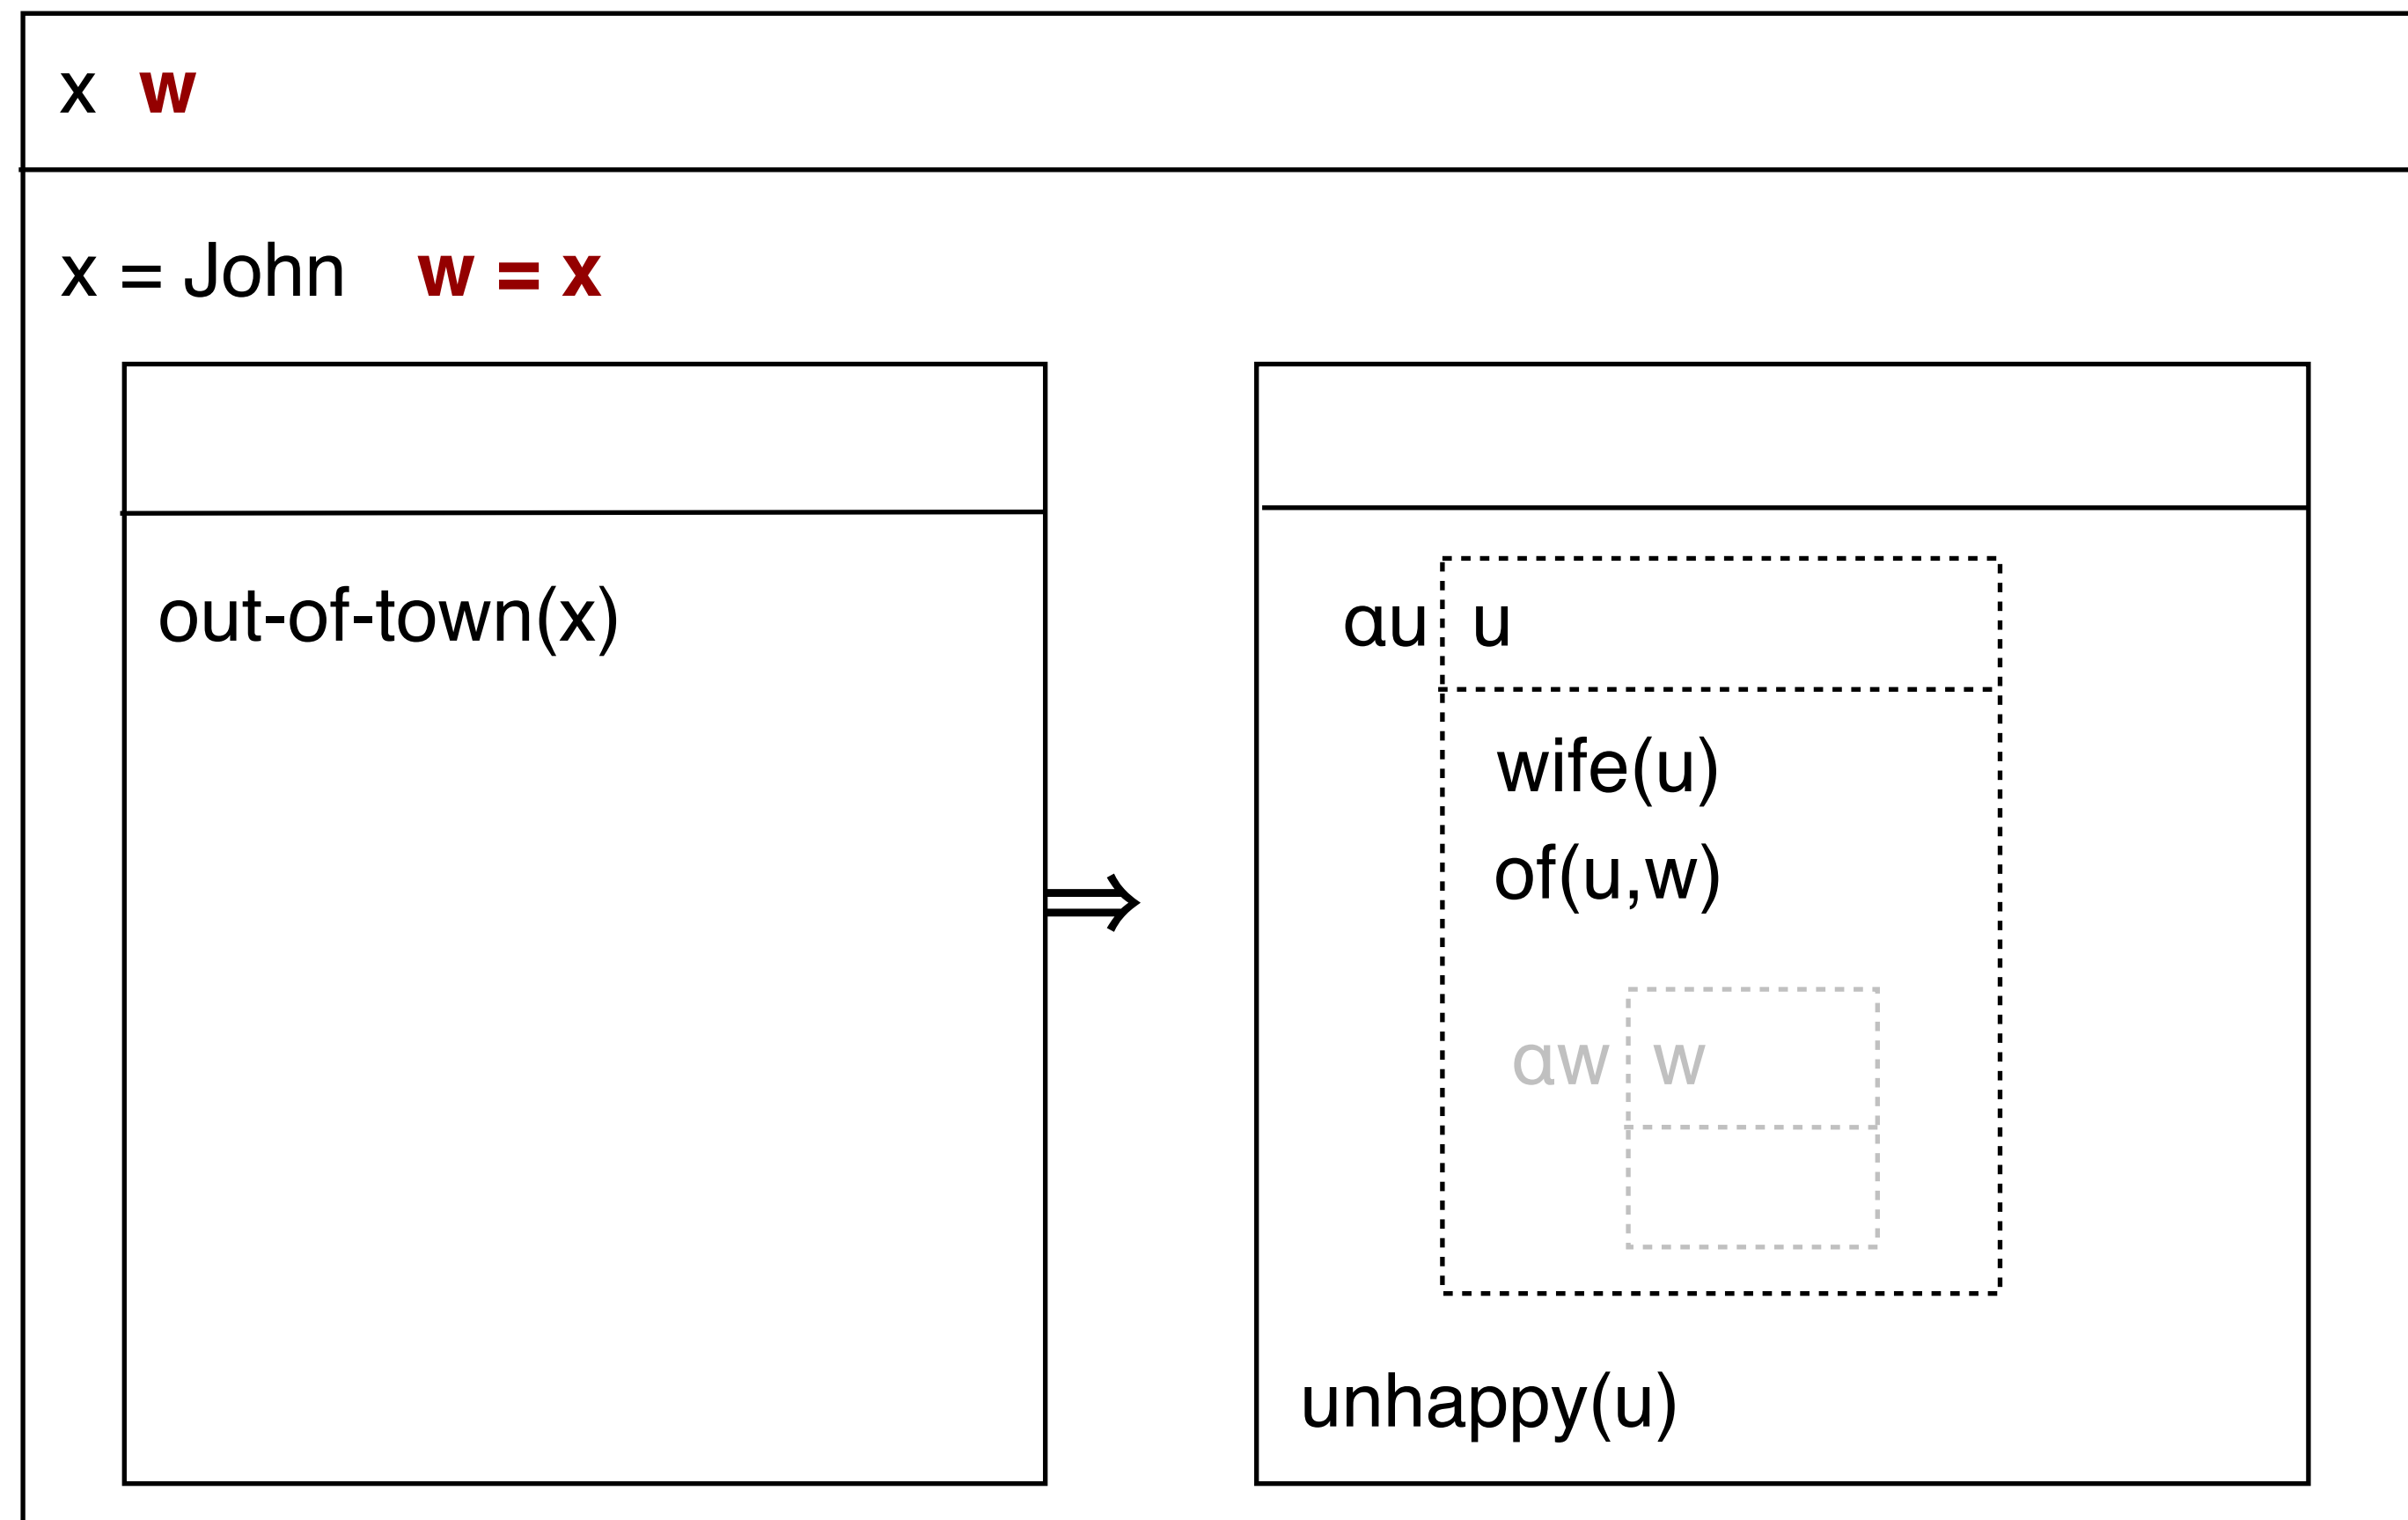 x w
x = John w = x
out-of-town(x)
αu u
wife(u)
of(u,w)
αw w
⇒
unhappy(u)